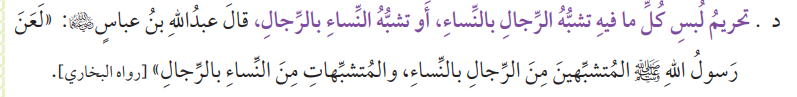 د . تحريمُ لُبسِ كُلِّ ما فيهِ تشبُّهُ الرِّجالِ بالنِّساءِ، أَو تشبُّهُ النِّساءِ بالرِّجالِ، قالَ عبدُاللهِ بنُ عباسٍ ﵄: «لَعَنَ
رَسولُ اللهِ ﷺ المُتشبِّهينَ مِنَ الرِّجالِ بالنِّساءِ، والمُتشبِّهاتِ مِنَ النِّساءِ بالرِّجالِ» [رواه البخاري].